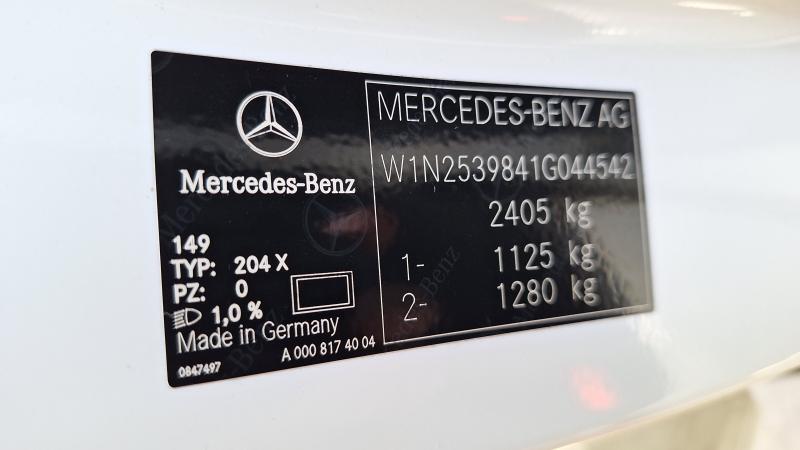 Mercedes-Benz
149
TYP: 204 X
PZ: 0
1,0 %
Made in Germany
A 000 817 40 04
0847497
MERCEDES-BENZ AG
W1N2539841G044542
2405 kg
1- 1125 kg
2- 1280 kg